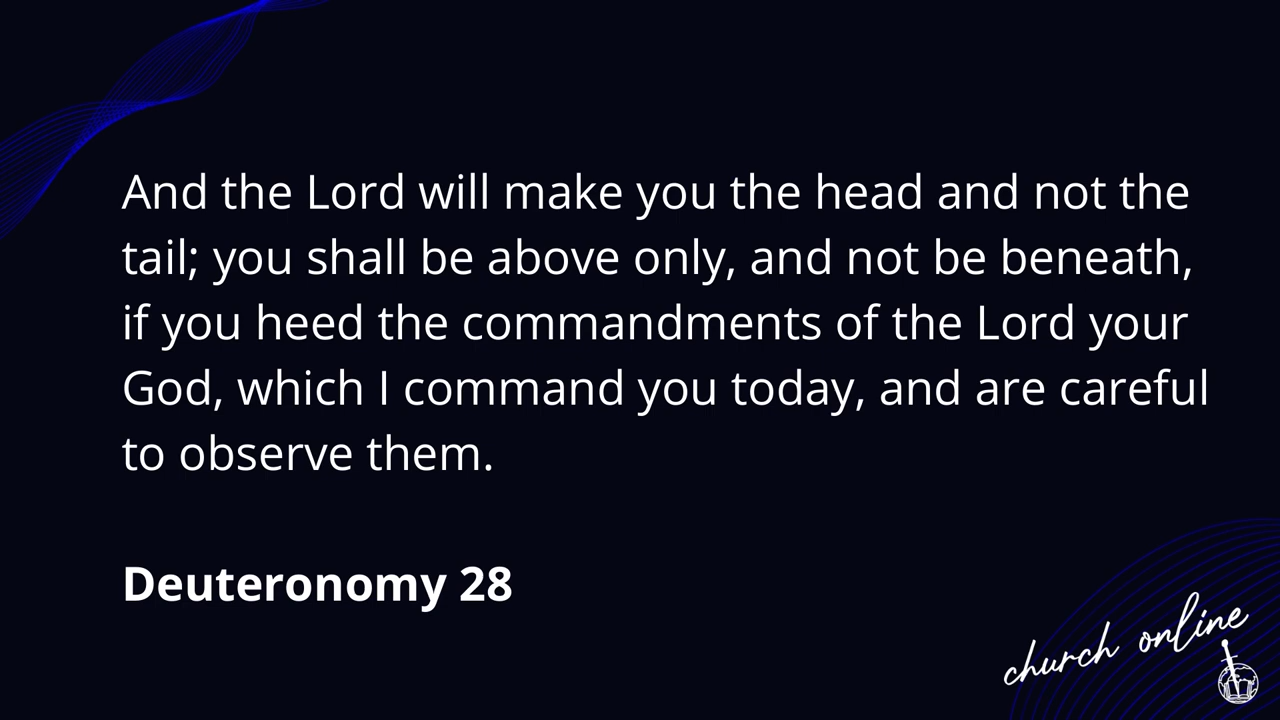 And the Lord will make you the head and not the
tail; you shall be above only, and not be beneath,
if you heed the commandments of the Lord your
God, which I command you today, and are careful
to observe them.
Deuteronomy 28
church online